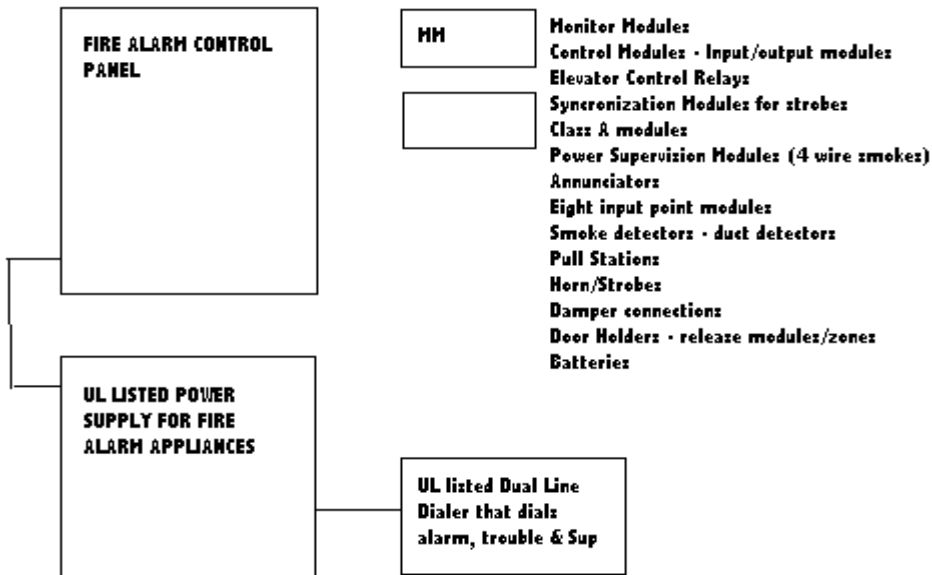 FIRE ALARM CONTROL
PANEL
MM
Monitor Modules
Control Modules - Input/output modules
Elevator Control Relays
Syncronization Modules for strobes
Class A modules
Power Supervision Modules (4 wire smokes)
Annunciators
Eight input point modules
Smoke detectors - duct detectors
Pull Stations
Horn/Strobes
Damper connections
Door Holders - release modules/zones
Batteries
UL LISTED POWER
SUPPLY FOR FIRE
ALARM APPLIANCES
UL listed Dual Line
Dialer that dials
alarm, trouble & Sup